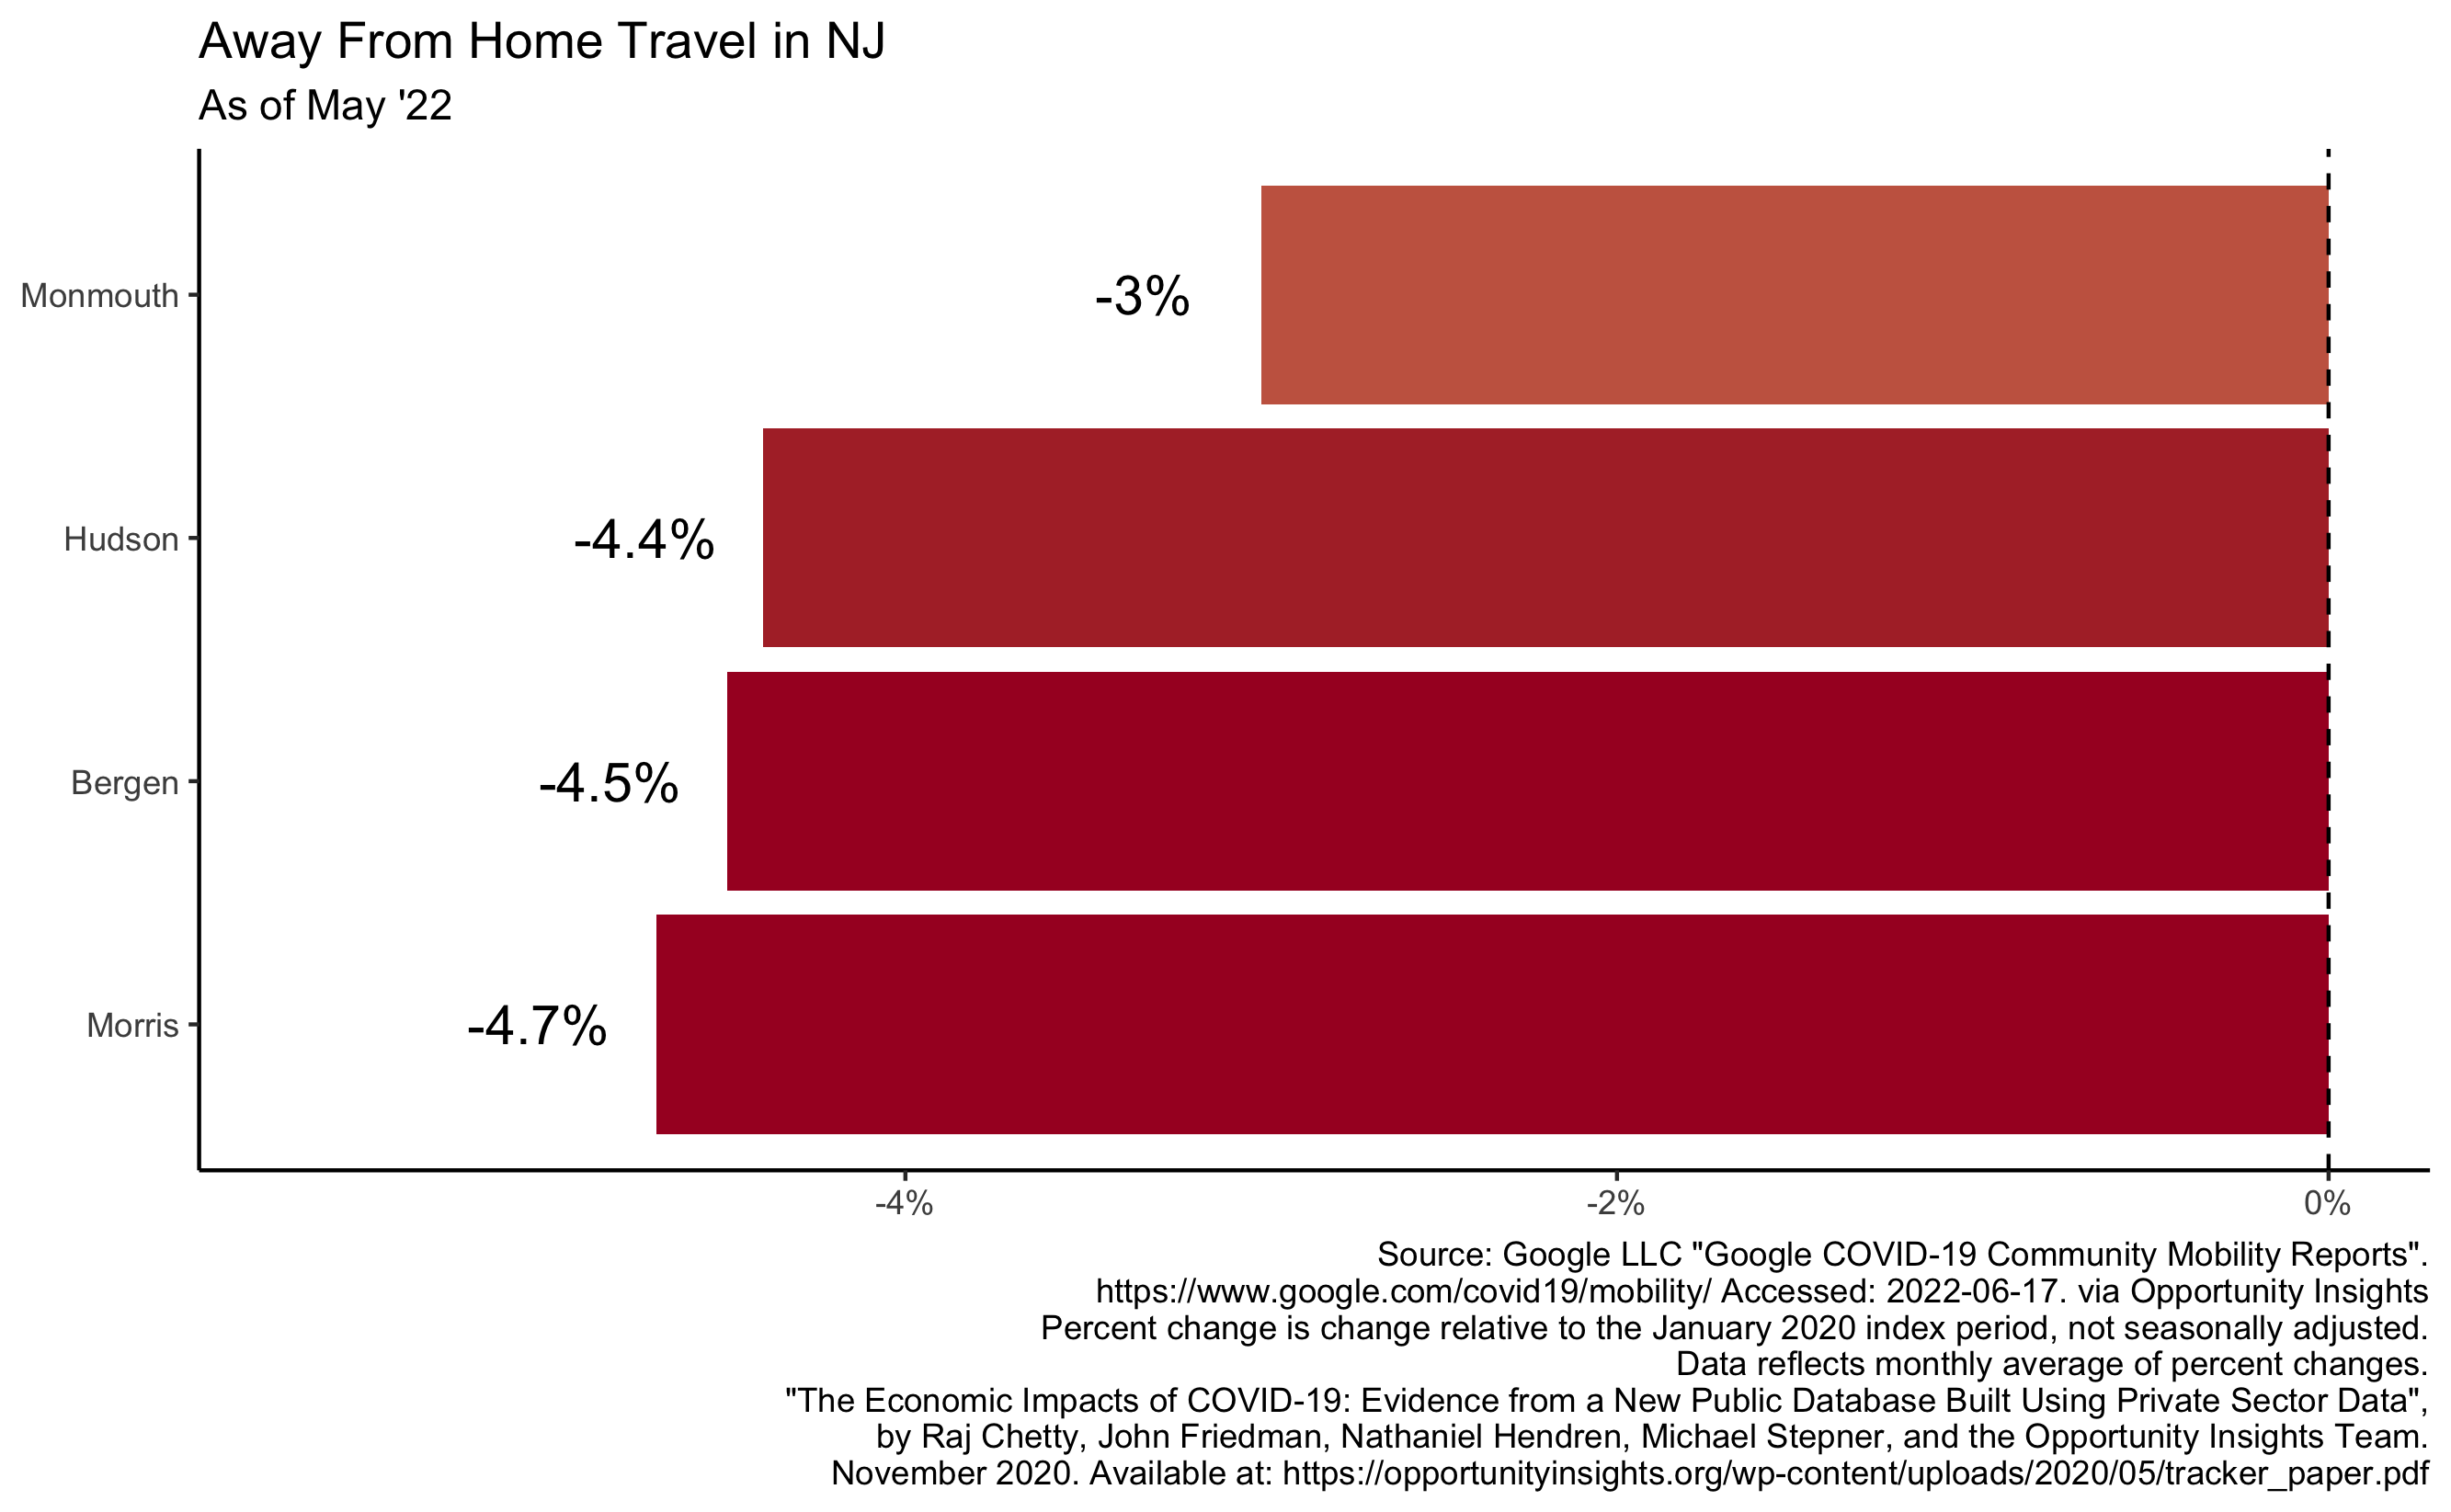 Away From Home Travel in NJ
As of May '22
Monmouth
-3%
Hudson
-4.4%
Bergen
-4.5%
Morris
-4.7%
-4%
-2%
0%
Source: Google LLC "Google COVID-19 Community Mobility Reports".
https://www.google.com/covid19/mobility/ Accessed: 2022-06-17. via Opportunity Insights
Percent change is change relative to the January 2020 index period, not seasonally adjusted.
Data reflects monthly average of percent changes.
"The Economic Impacts of COVID-19: Evidence from a New Public Database Built Using Private Sector Data",
by Raj Chetty, John Friedman, Nathaniel Hendren, Michael Stepner, and the Opportunity Insights Team.
November 2020. Available at: https://opportunityinsights.org/wp-content/uploads/2020/05/tracker_paper.pdf